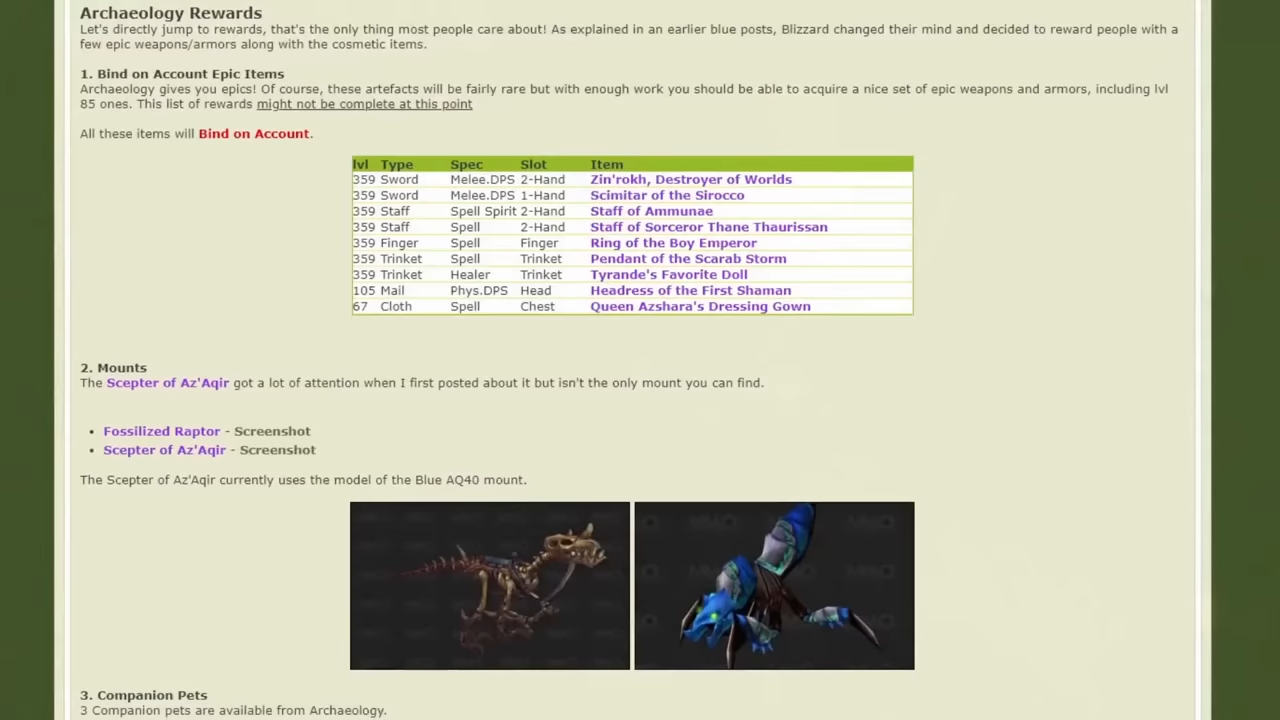 Archaeology Rewards
Let's directly jump to rewards, that's the only thing most people care about! As explained in an earlier blue posts, Blizzard changed their mind and decided to reward people with a
few epic weapons/armors along with the cosmetic items.
1. Bind on Account Epic Items
Archaeology gives you epics! Of course, these artefacts will be fairly rare but with enough work you should be able to acquire a nice set of epic weapons and armors, including lvl
85 ones. This list of rewards might not be complete at this point
All these items will Bind on Account.
lvl Type Spec Slot Item
359 Sword Melee.DPS 2-Hand Zin'rokh, Destroyer of Worlds
359 Sword Melee.DPS 1-Hand Scimitar of the Sirocco
359 Staff Spell Spirit 2-Hand Staff of Ammunae
359 Staff Spell 2-Hand Staff of Sorceror Thane Thaurissan
359 Finger Spell Finger Ring of the Boy Emperor
359 Trinket Spell Trinket Pendant of the Scarab Storm
359 Trinket Healer Trinket Tyrande's Favorite Doll
105 Mail Phys.DPS Head Headress of the First Shaman
67 Cloth Spell Chest Queen Azshara's Dressing Gown
2. Mounts
The Scepter of Az'Aqir got a lot of attention when I first posted about it but isn't the only mount you can find.
• Fossilized Raptor - Screenshot
• Scepter of Az'Aqir - Screenshot
The Scepter of Az'Aqir currently uses the model of the Blue AQ40 mount.
3. Companion Pets
3 Companion pets are available from Archaeology.